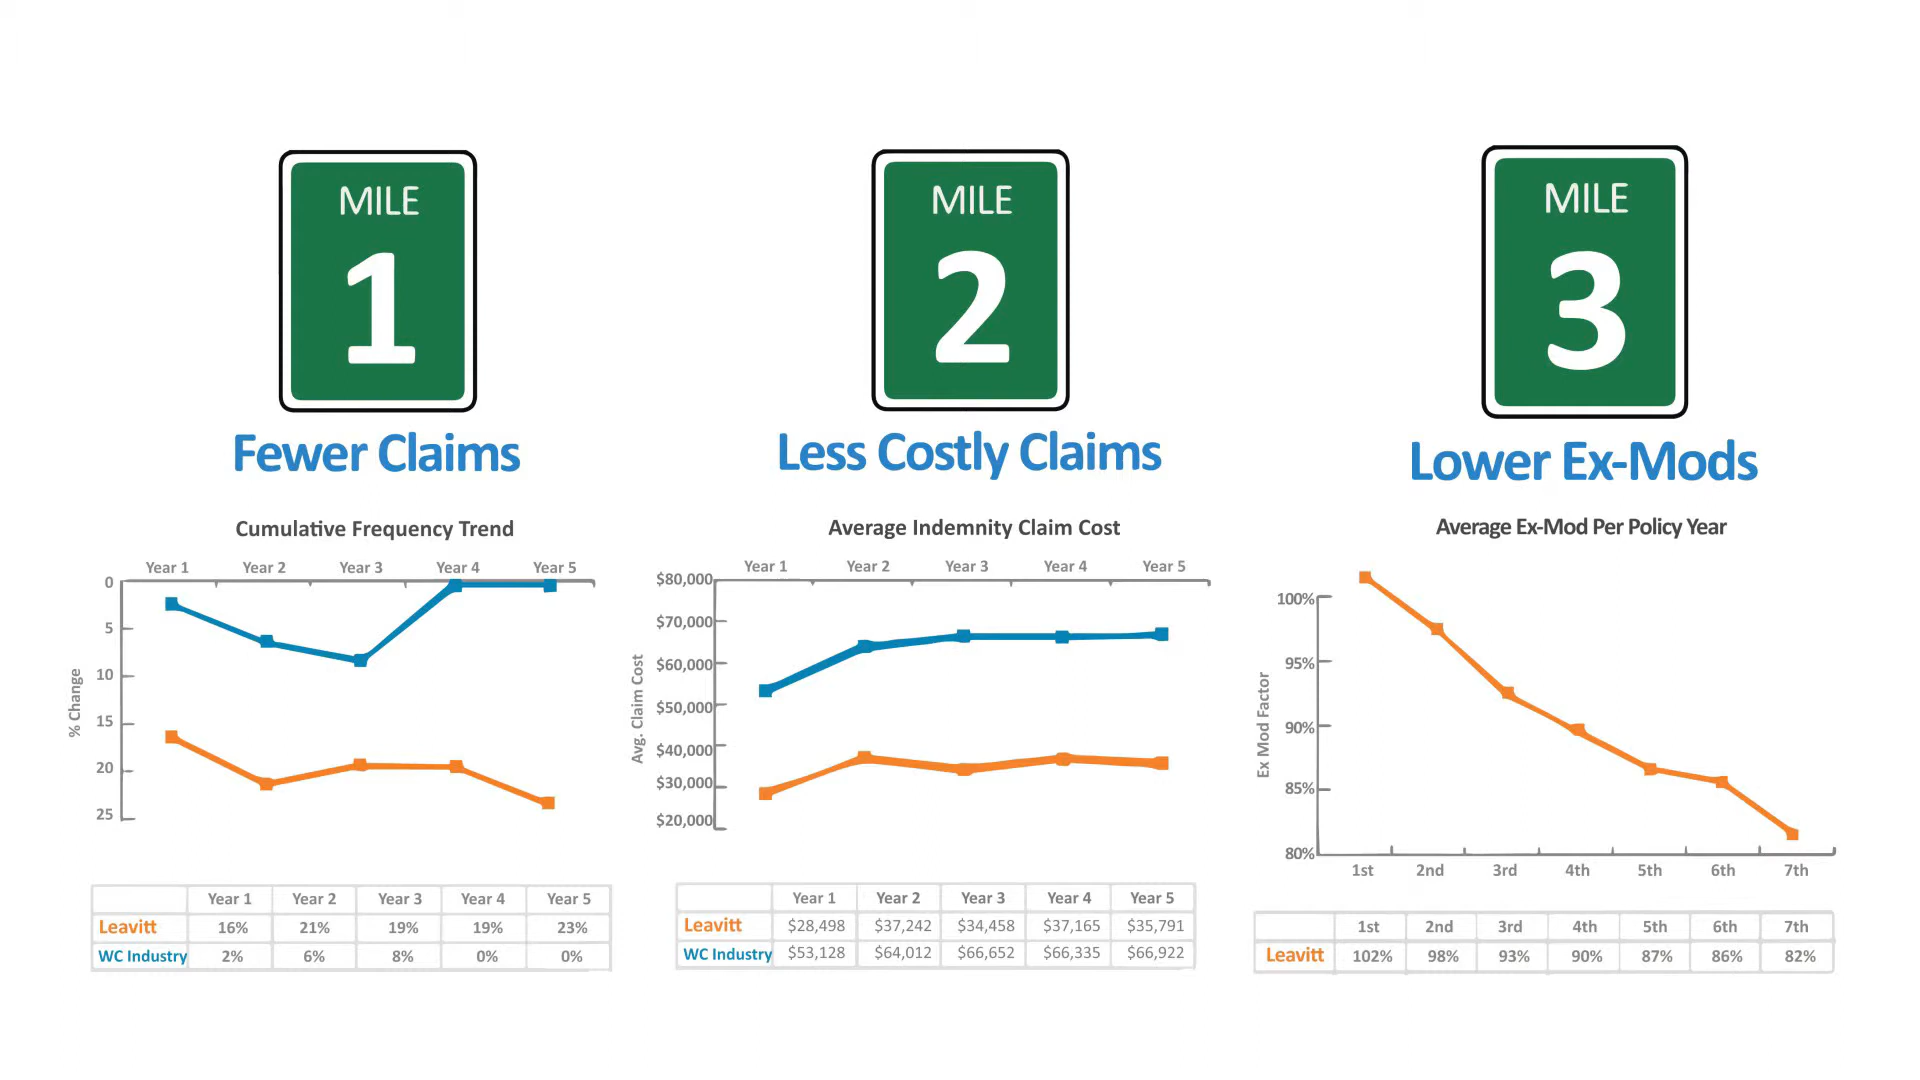 MILE
1
Fewer Claims
Cumulative Frequency Trend
Year 1 Year 2 Year 3 Year 4 Year 5
0
5
10
15
20
25
% Change
Year 1 Year 2 Year 3 Year 4 Year 5
Leavitt 16% 21% 19% 19% 23%
WC Industry 2% 6% 8% 0% 0%
MILE
2
Less Costly Claims
Average Indemnity Claim Cost
Year 1 Year 2 Year 3 Year 4 Year 5
$80,000
$70,000
$60,000
$50,000
$40,000
$30,000
$20,000
Avg. Claim Cost
Year 1 Year 2 Year 3 Year 4 Year 5
Leavitt $28,498 $37,242 $34,458 $37,165 $35,791
WC Industry $53,128 $64,012 $66,652 $66,335 $66,922
MILE
3
Lower Ex-Mods
Average Ex-Mod Per Policy Year
100%
95%
90%
85%
80%
Ex Mod Factor
1st 2nd 3rd 4th 5th 6th 7th
1st 2nd 3rd 4th 5th 6th 7th
Leavitt 102% 98% 93% 90% 87% 86% 82%